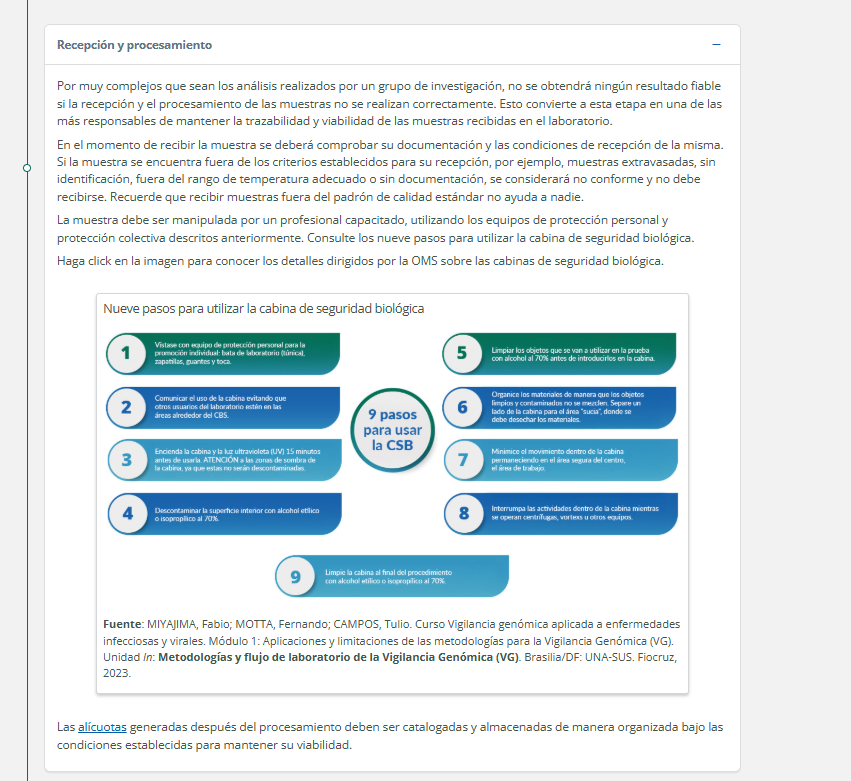 Recepción y procesamiento
Por muy complejos que sean los análisis realizados por un grupo de investigación, no se obtendrá ningún resultado fiable
si la recepción y el procesamiento de las muestras no se realizan correctamente. Esto convierte a esta etapa en una de las
más responsables de mantener la trazabilidad y viabilidad de las muestras recibidas en el laboratorio.
En el momento de recibir la muestra se deberá comprobar su documentación y las condiciones de recepción de la misma.
Si la muestra se encuentra fuera de los criterios establecidos para su recepción, por ejemplo, muestras extravasadas, sin
identificación, fuera del rango de temperatura adecuado o sin documentación, se considerará no conforme y no debe
recibirse. Recuerde que recibir muestras fuera del padrón de calidad estándar no ayuda a nadie.
La muestra debe ser manipulada por un profesional capacitado, utilizando los equipos de protección personal y
protección colectiva descritos anteriormente. Consulte los nueve pasos para utilizar la cabina de seguridad biológica.
Haga click en la imagen para conocer los detalles dirigidos por la OMS sobre las cabinas de seguridad biológica.
Nueve pasos para utilizar la cabina de seguridad biológica
1
Vístase con equipo de protección personal para la
promoción individual: bata de laboratorio (túnica),
zapatillas, guantes y toca.
2
Comunicar el uso de la cabina evitando que
otros usuarios del laboratorio estén en las
áreas alrededor del CBS.
3
Encienda la cabina y la luz ultravioleta (UV) 15 minutos
antes de usarla. ATENCIÓN a las zonas de sombra de
la cabina, ya que estas no serán descontaminadas.
4
Descontaminar la superficie interior con alcohol etílico
o isopropílico al 70%.
9 pasos
para usar
la CSB
5
Limpiar los objetos que se van a utilizar en la prueba
con alcohol al 70% antes de introducirlos en la cabina.
6
Organice los materiales de manera que los objetos
limpios y contaminados no se mezclen. Separe un
lado de la cabina para el área "sucia", donde se
debe desechar los materiales.
7
Minimice el movimiento dentro de la cabina
permaneciendo en el área segura del centro,
el área de trabajo.
8
Interrumpa las actividades dentro de la cabina mientras
se operan centrífugas, vortexs u otros equipos.
9
Limpie la cabina al final del procedimiento
con alcohol etílico o isopropílico al 70%
Fuente: MIYAJIMA, Fabio; MOTTA, Fernando; CAMPOS, Tulio. Curso Vigilancia genómica aplicada a enfermedades
infecciosas y virales. Módulo 1: Aplicaciones y limitaciones de las metodologías para la Vigilancia Genómica (VG).
Unidad In: Metodologías y flujo de laboratorio de la Vigilancia Genómica (VG). Brasilia/DF: UNA-SUS. Fiocruz,
2023.
Las alícuotas generadas después del procesamiento deben ser catalogadas y almacenadas de manera organizada bajo las
condiciones establecidas para mantener su viabilidad.